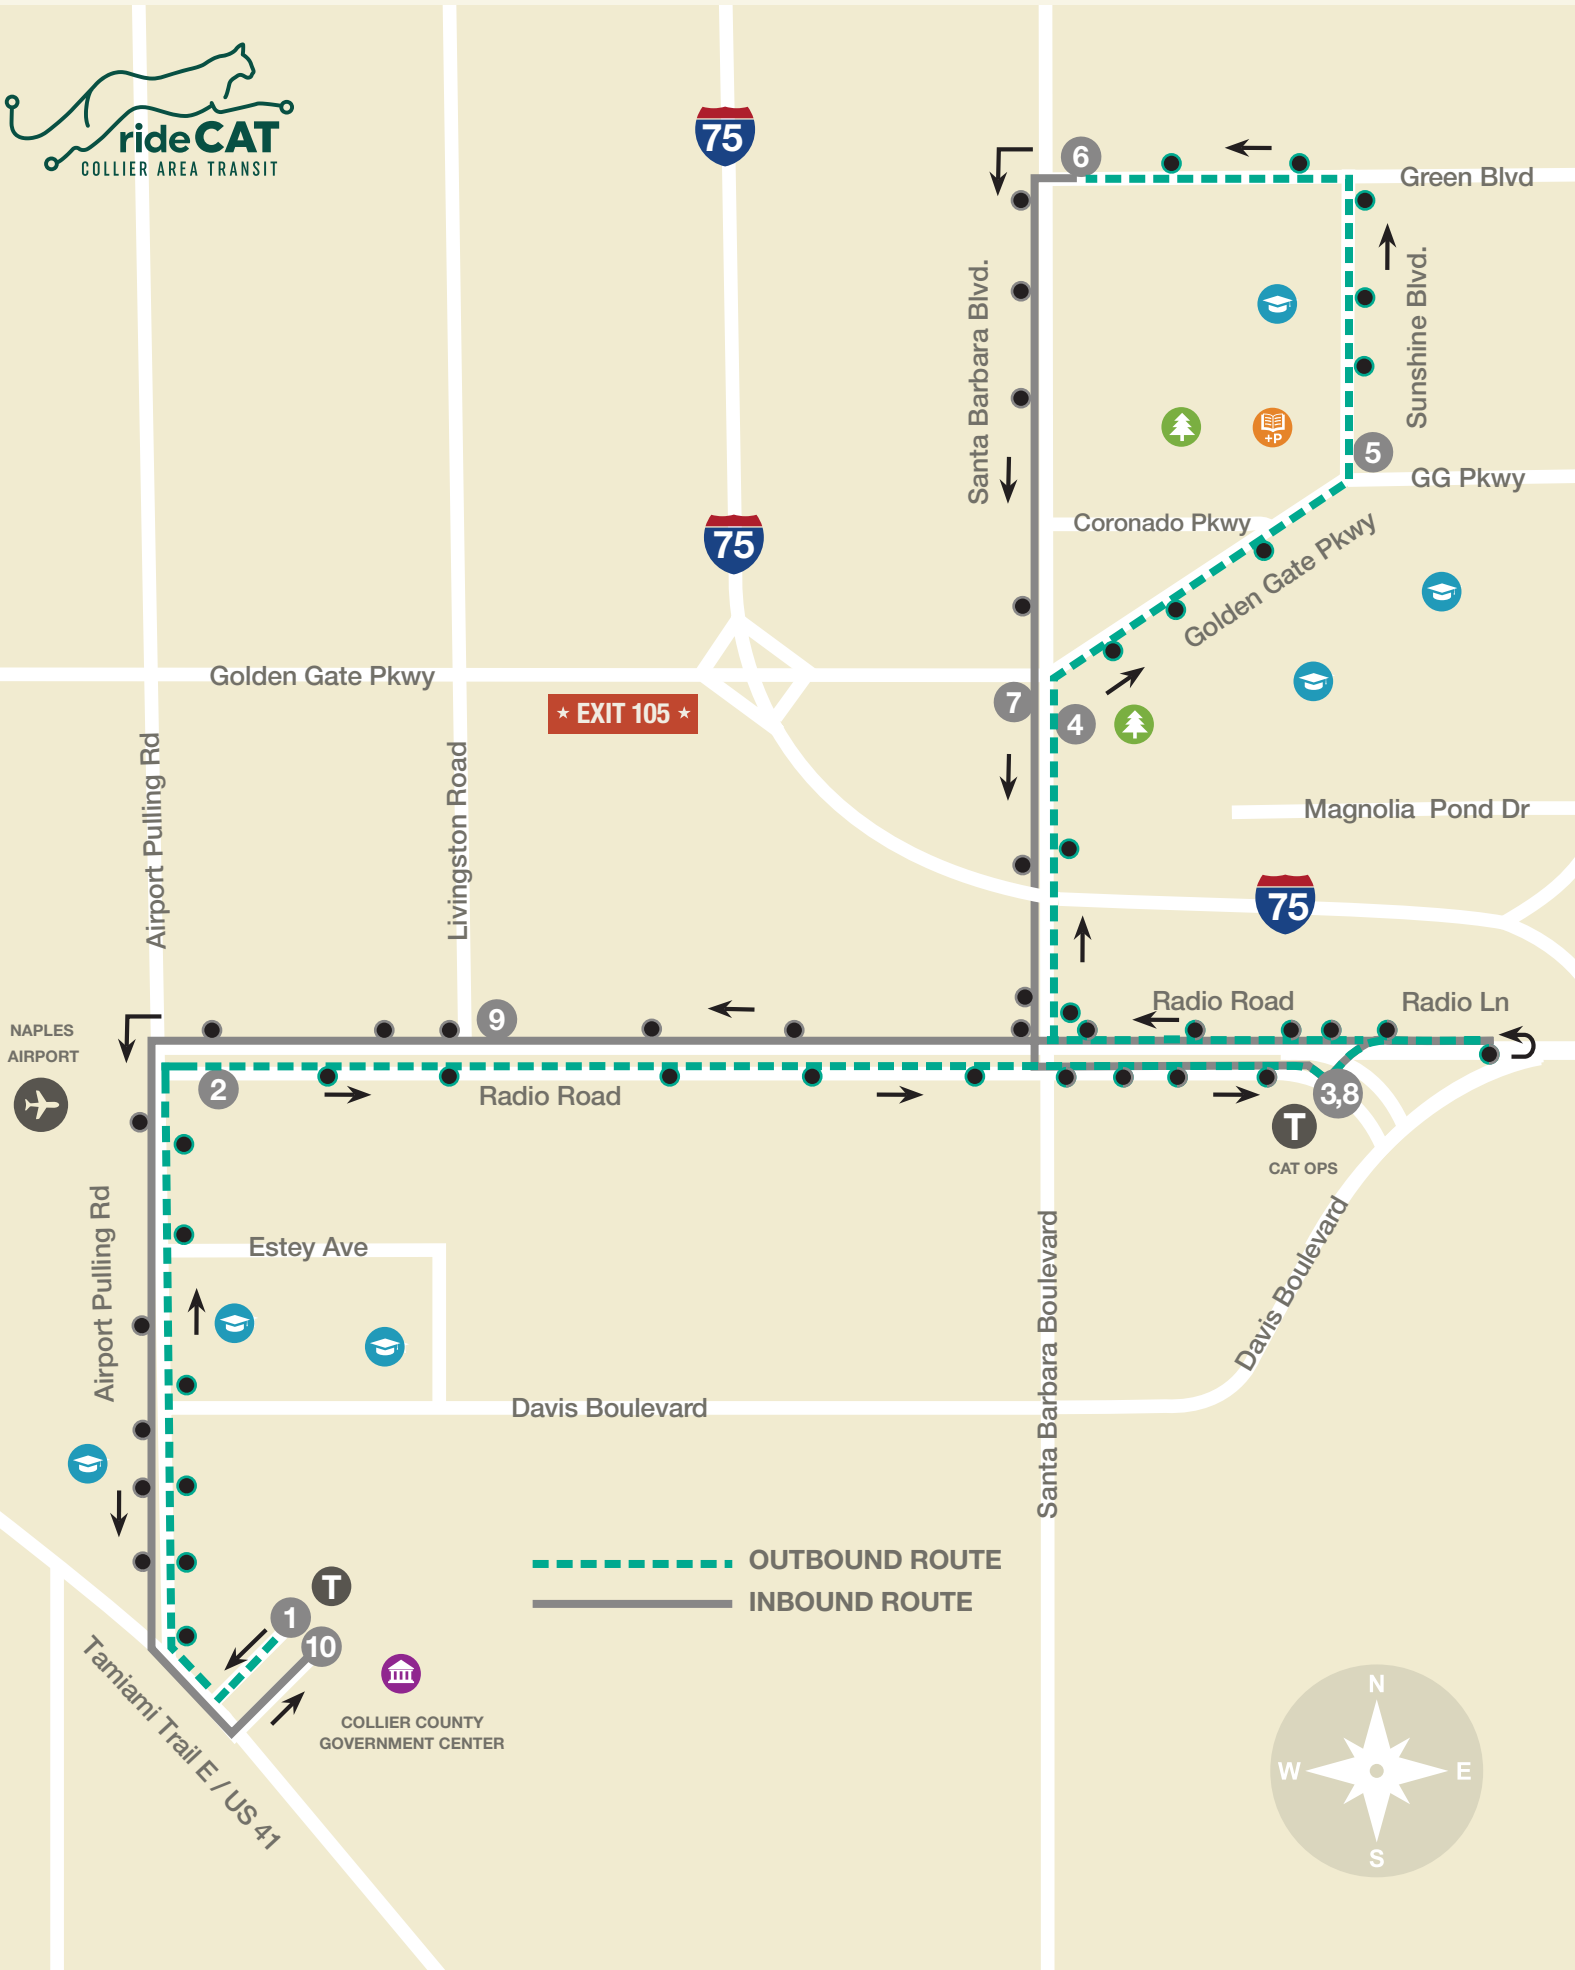 rideCAT
COLLIER AREA TRANSIT
75
6
Green Blvd
Santa Barbara Blvd.
Sunshine Blvd.
+P
5
GG Pkwy
75
Coronado Pkwy
Golden Gate Pkwy
Golden Gate Pkwy
EXIT 105
7
4
Airport Pulling Rd
Livingston Road
Magnolia Pond Dr
75
NAPLES
AIRPORT
9
Radio Road
Radio Ln
2
Radio Road
3,8
T
CAT OPS
Airport Pulling Rd
Estey Ave
Santa Barbara Boulevard
Davis Boulevard
Davis Boulevard
OUTBOUND ROUTE
INBOUND ROUTE
T
1
10
COLLIER COUNTY
GOVERNMENT CENTER
Tamiami Trail E / US 41
N
W
E
S